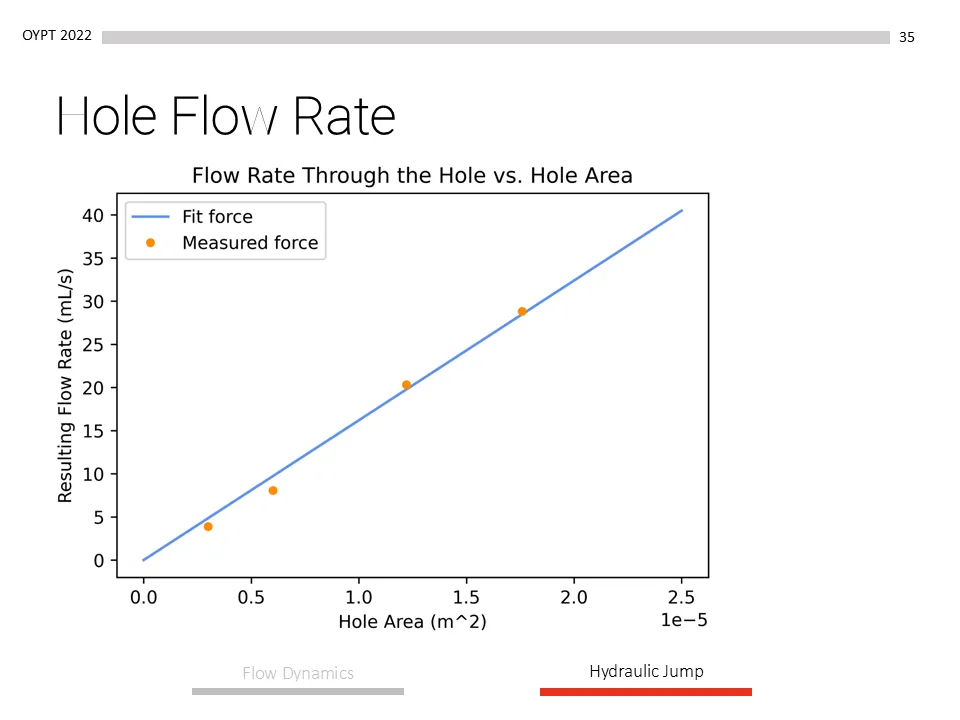 OYPT 2022
35
Hole Flow Rate
Flow Rate Through the Hole vs. Hole Area
Fit force
Measured force
40
35
30
25
20
15
10
5
0
Resulting Flow Rate (mL/s)
0.0 0.5 1.0 1.5 2.0 2.5
1e−5
Hole Area (m^2)
Flow Dynamics
Hydraulic Jump